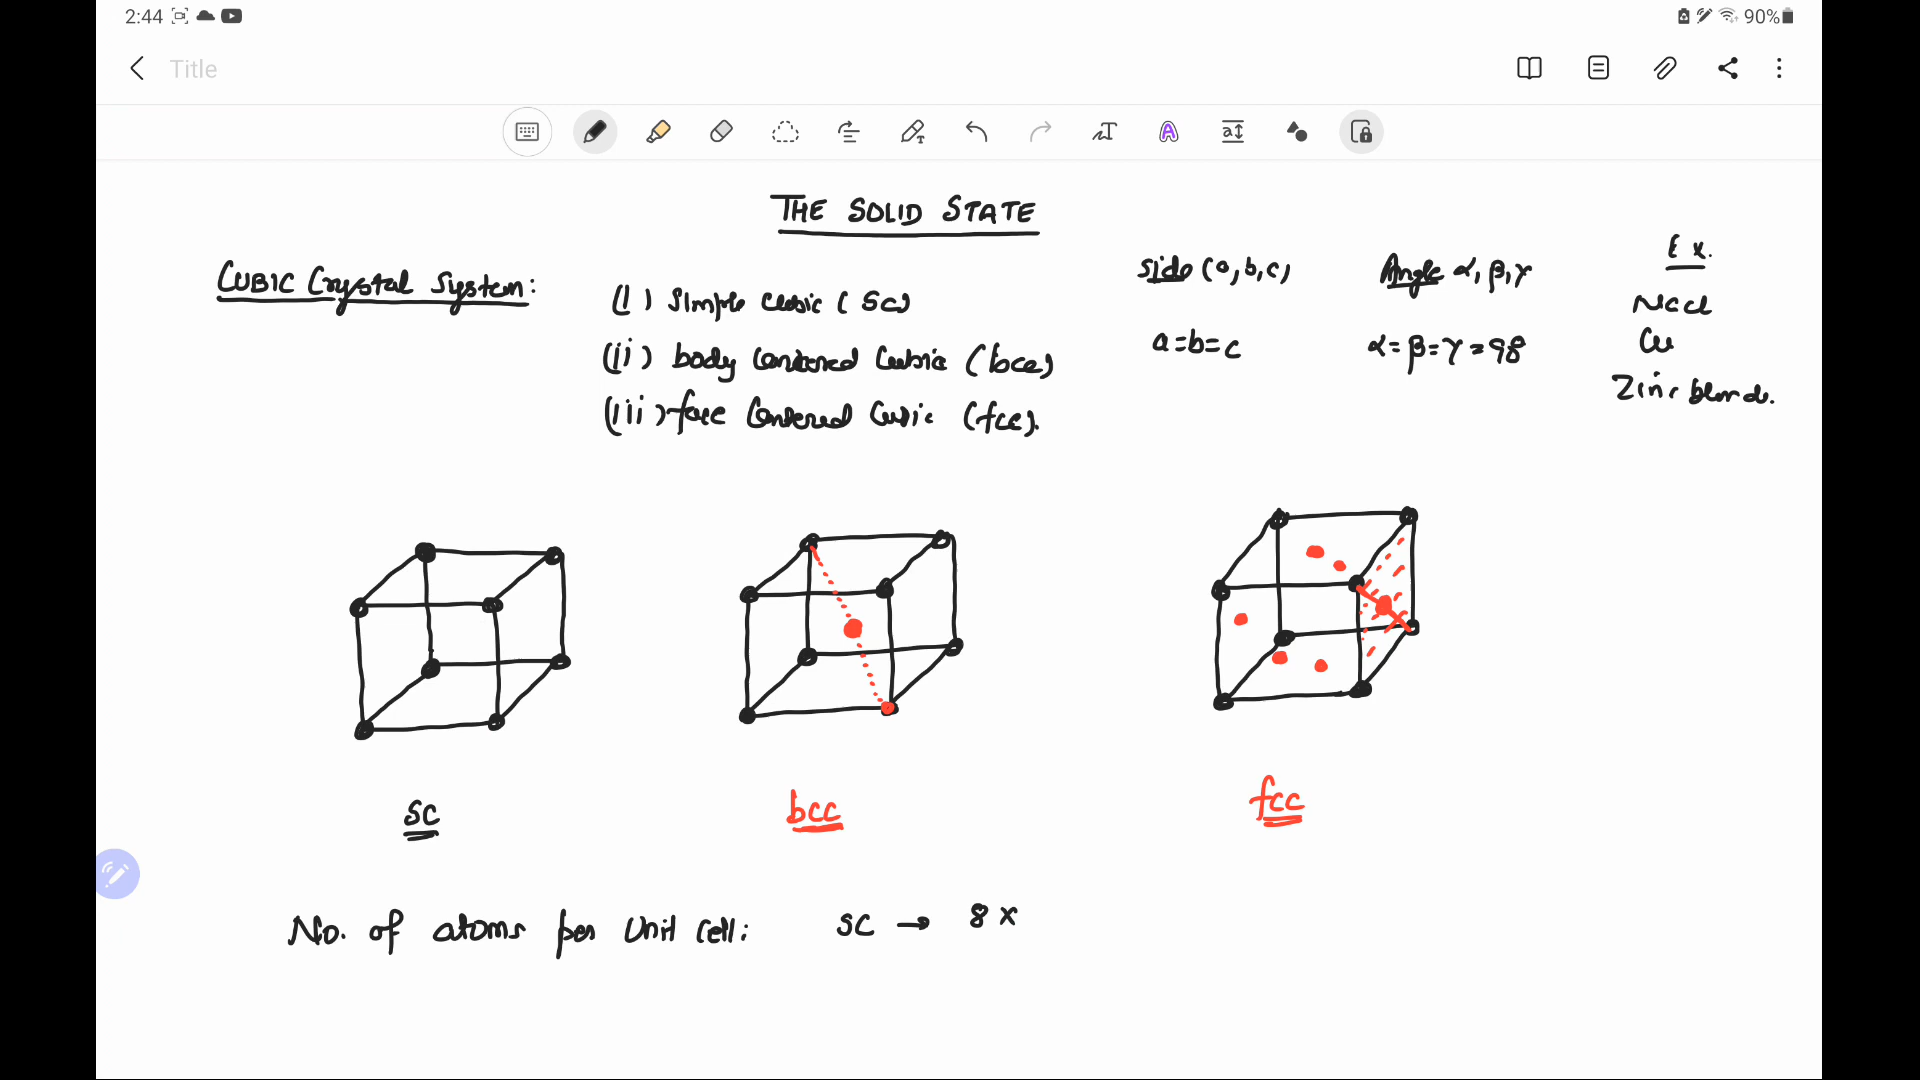 2:44 90%
Title
THE SOLID STATE
CUBIC Crystal System:
(i) Simple cubic (Sc)
(ii) body Centered Cubic (bcc)
(iii) face Centered Cubic (fcc).
Side (a, b, c)
a=b=c
Angle α, β, γ
α=β=γ=90°
Ex.
Nacl
Cu
Zinc blend.
SC
bcc
fcc
No. of atoms per Unit Cell: SC → 8 x